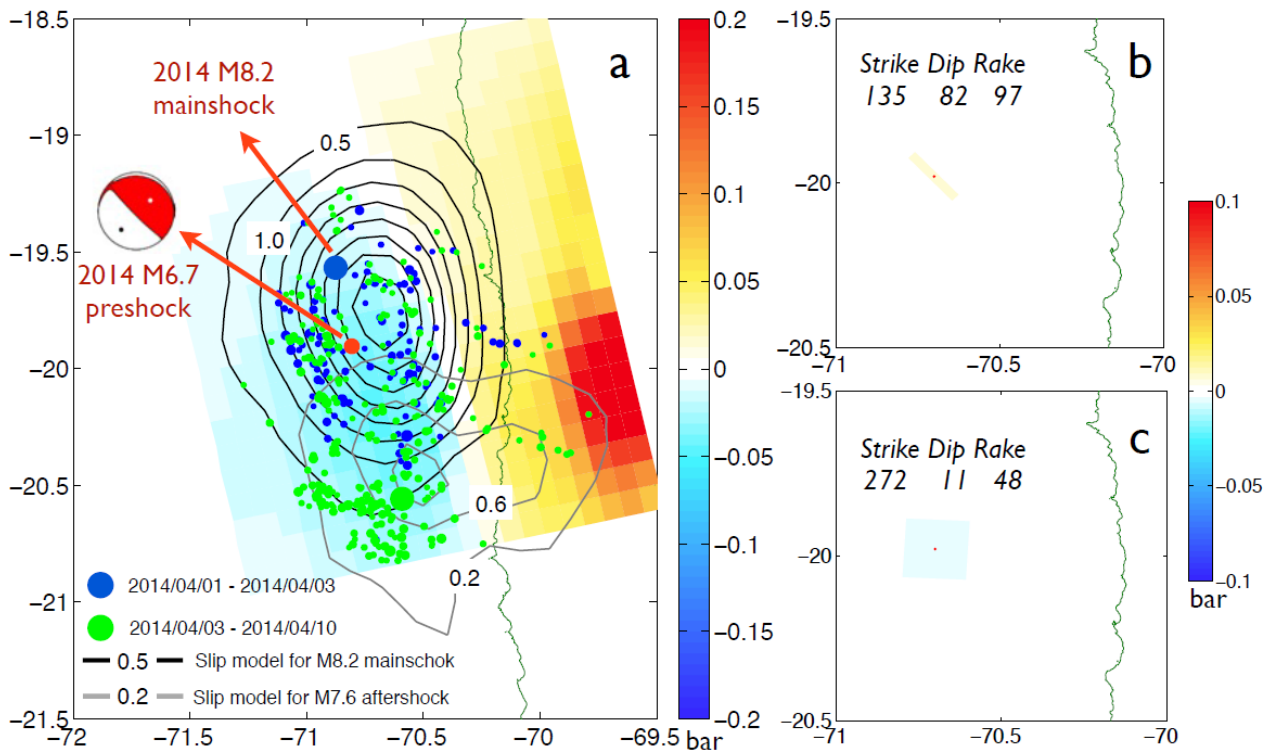 a
2014 M8.2
mainshock
2014 M6.7
preshock
0.5
1.0
0.6
0.2
2014/04/01 - 2014/04/03
2014/04/03 - 2014/04/10
0.5 Slip model for M8.2 mainschok
0.2 Slip model for M7.6 aftershock
−18.5
−19
−19.5
−20
−20.5
−21
−21.5
−72
−71.5
−71
−70.5
−70
−69.5
0.2
0.15
0.1
0.05
0
−0.05
−0.1
−0.15
−0.2
bar
b
Strike Dip Rake
135 82 97
−19.5
−20
−20.5
−71
−70.5
−70
c
Strike Dip Rake
272 11 48
−19.5
−20
−20.5
−71
−70.5
−70
0.1
0.05
0
−0.05
−0.1
bar